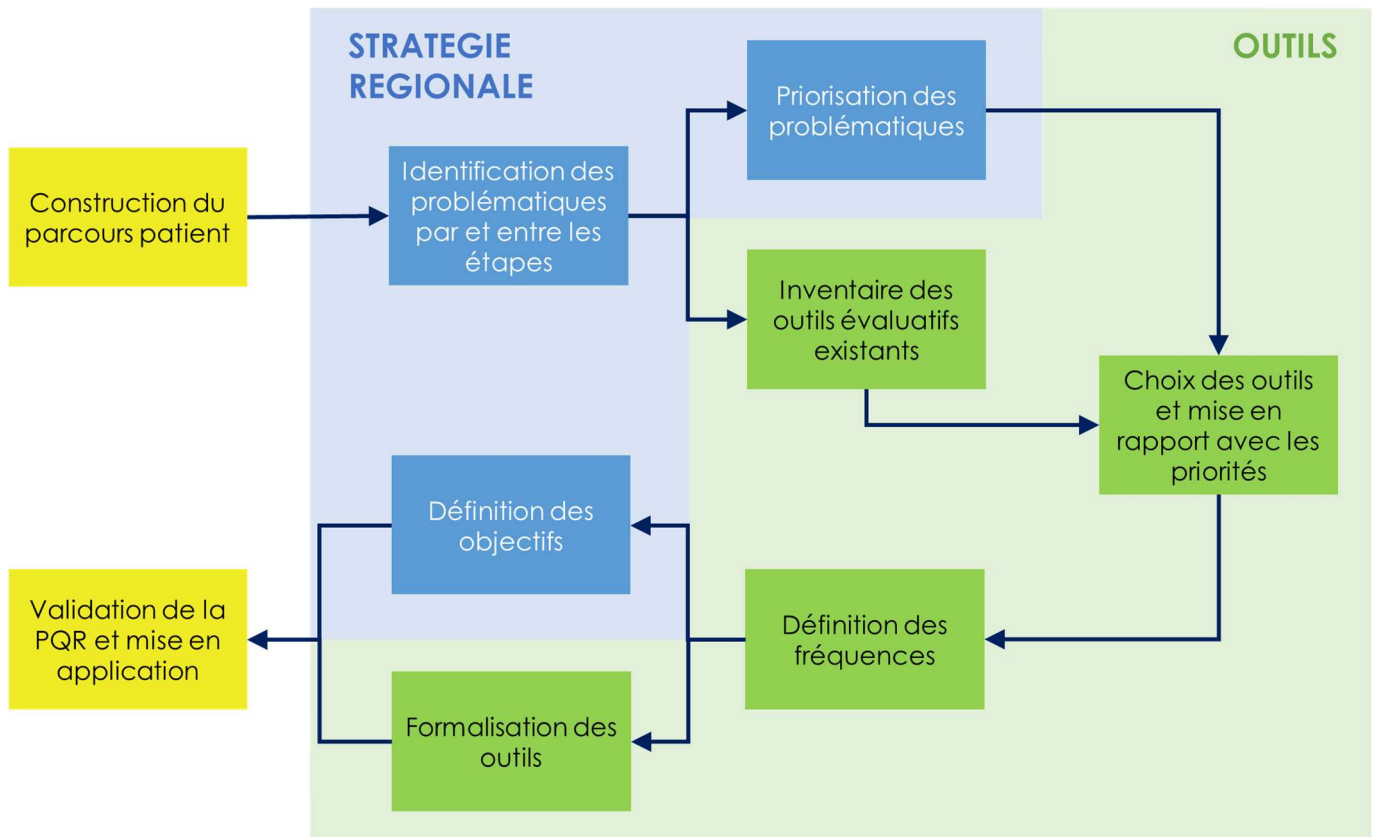 STRATEGIE
REGIONALE
OUTILS
Priorisation des
problématiques
Construction du
parcours patient
Identification des
problématiques
par et entre les
étapes
Inventaire des
outils évaluatifs
existants
Choix des outils
et mise en
rapport avec les
priorités
Définition des
objectifs
Définition des
fréquences
Formalisation des
outils
Validation de la
PQR et mise en
application